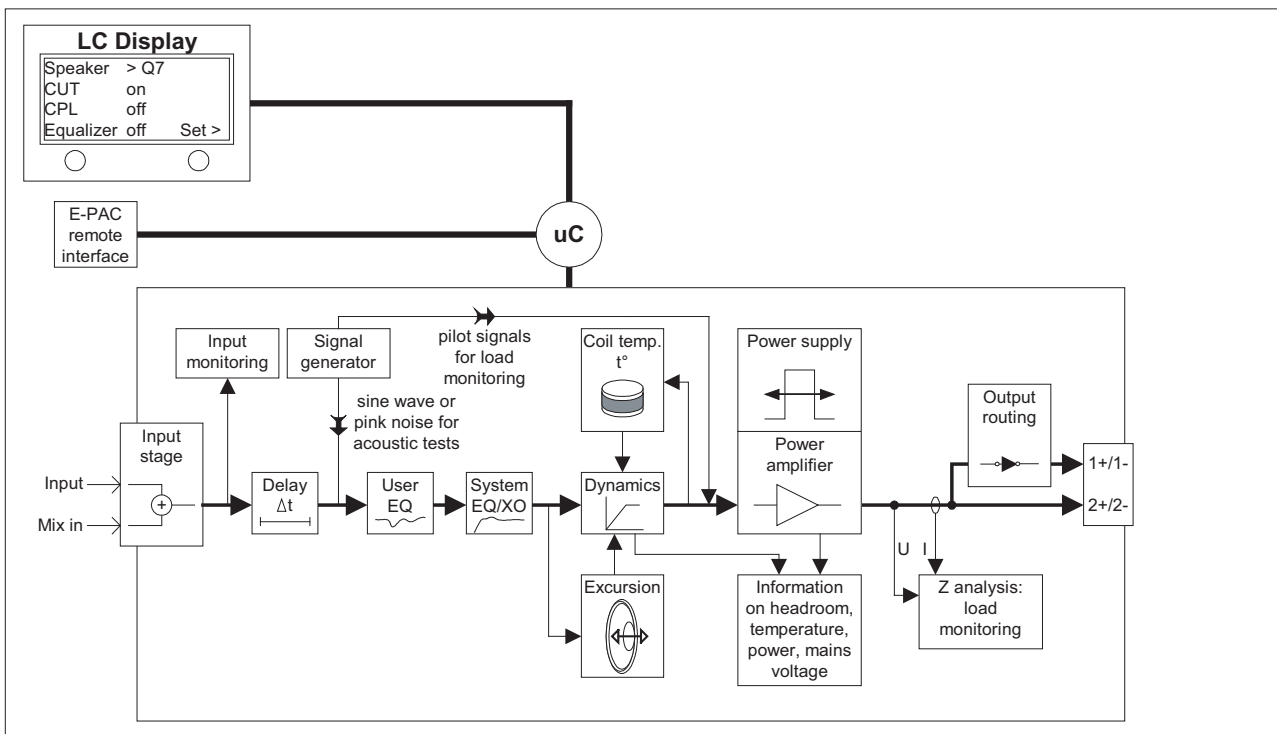 LC Display
Speaker > Q7
CUT on
CPL off
Equalizer off Set >
E-PAC
remote
interface
uC
Input
monitoring
Signal
generator
pilot signals
for load
monitoring
sine wave or
pink noise for
acoustic tests
Coil temp.
t°
Power supply
Output
routing
Input
stage
Input
Mix in
+
Delay
Δt
User
EQ
System
EQ/XO
Dynamics
Power
amplifier
1+/1-
2+/2-
U I
Excursion
Information
on headroom,
temperature,
power, mains
voltage
Z analysis:
load
monitoring